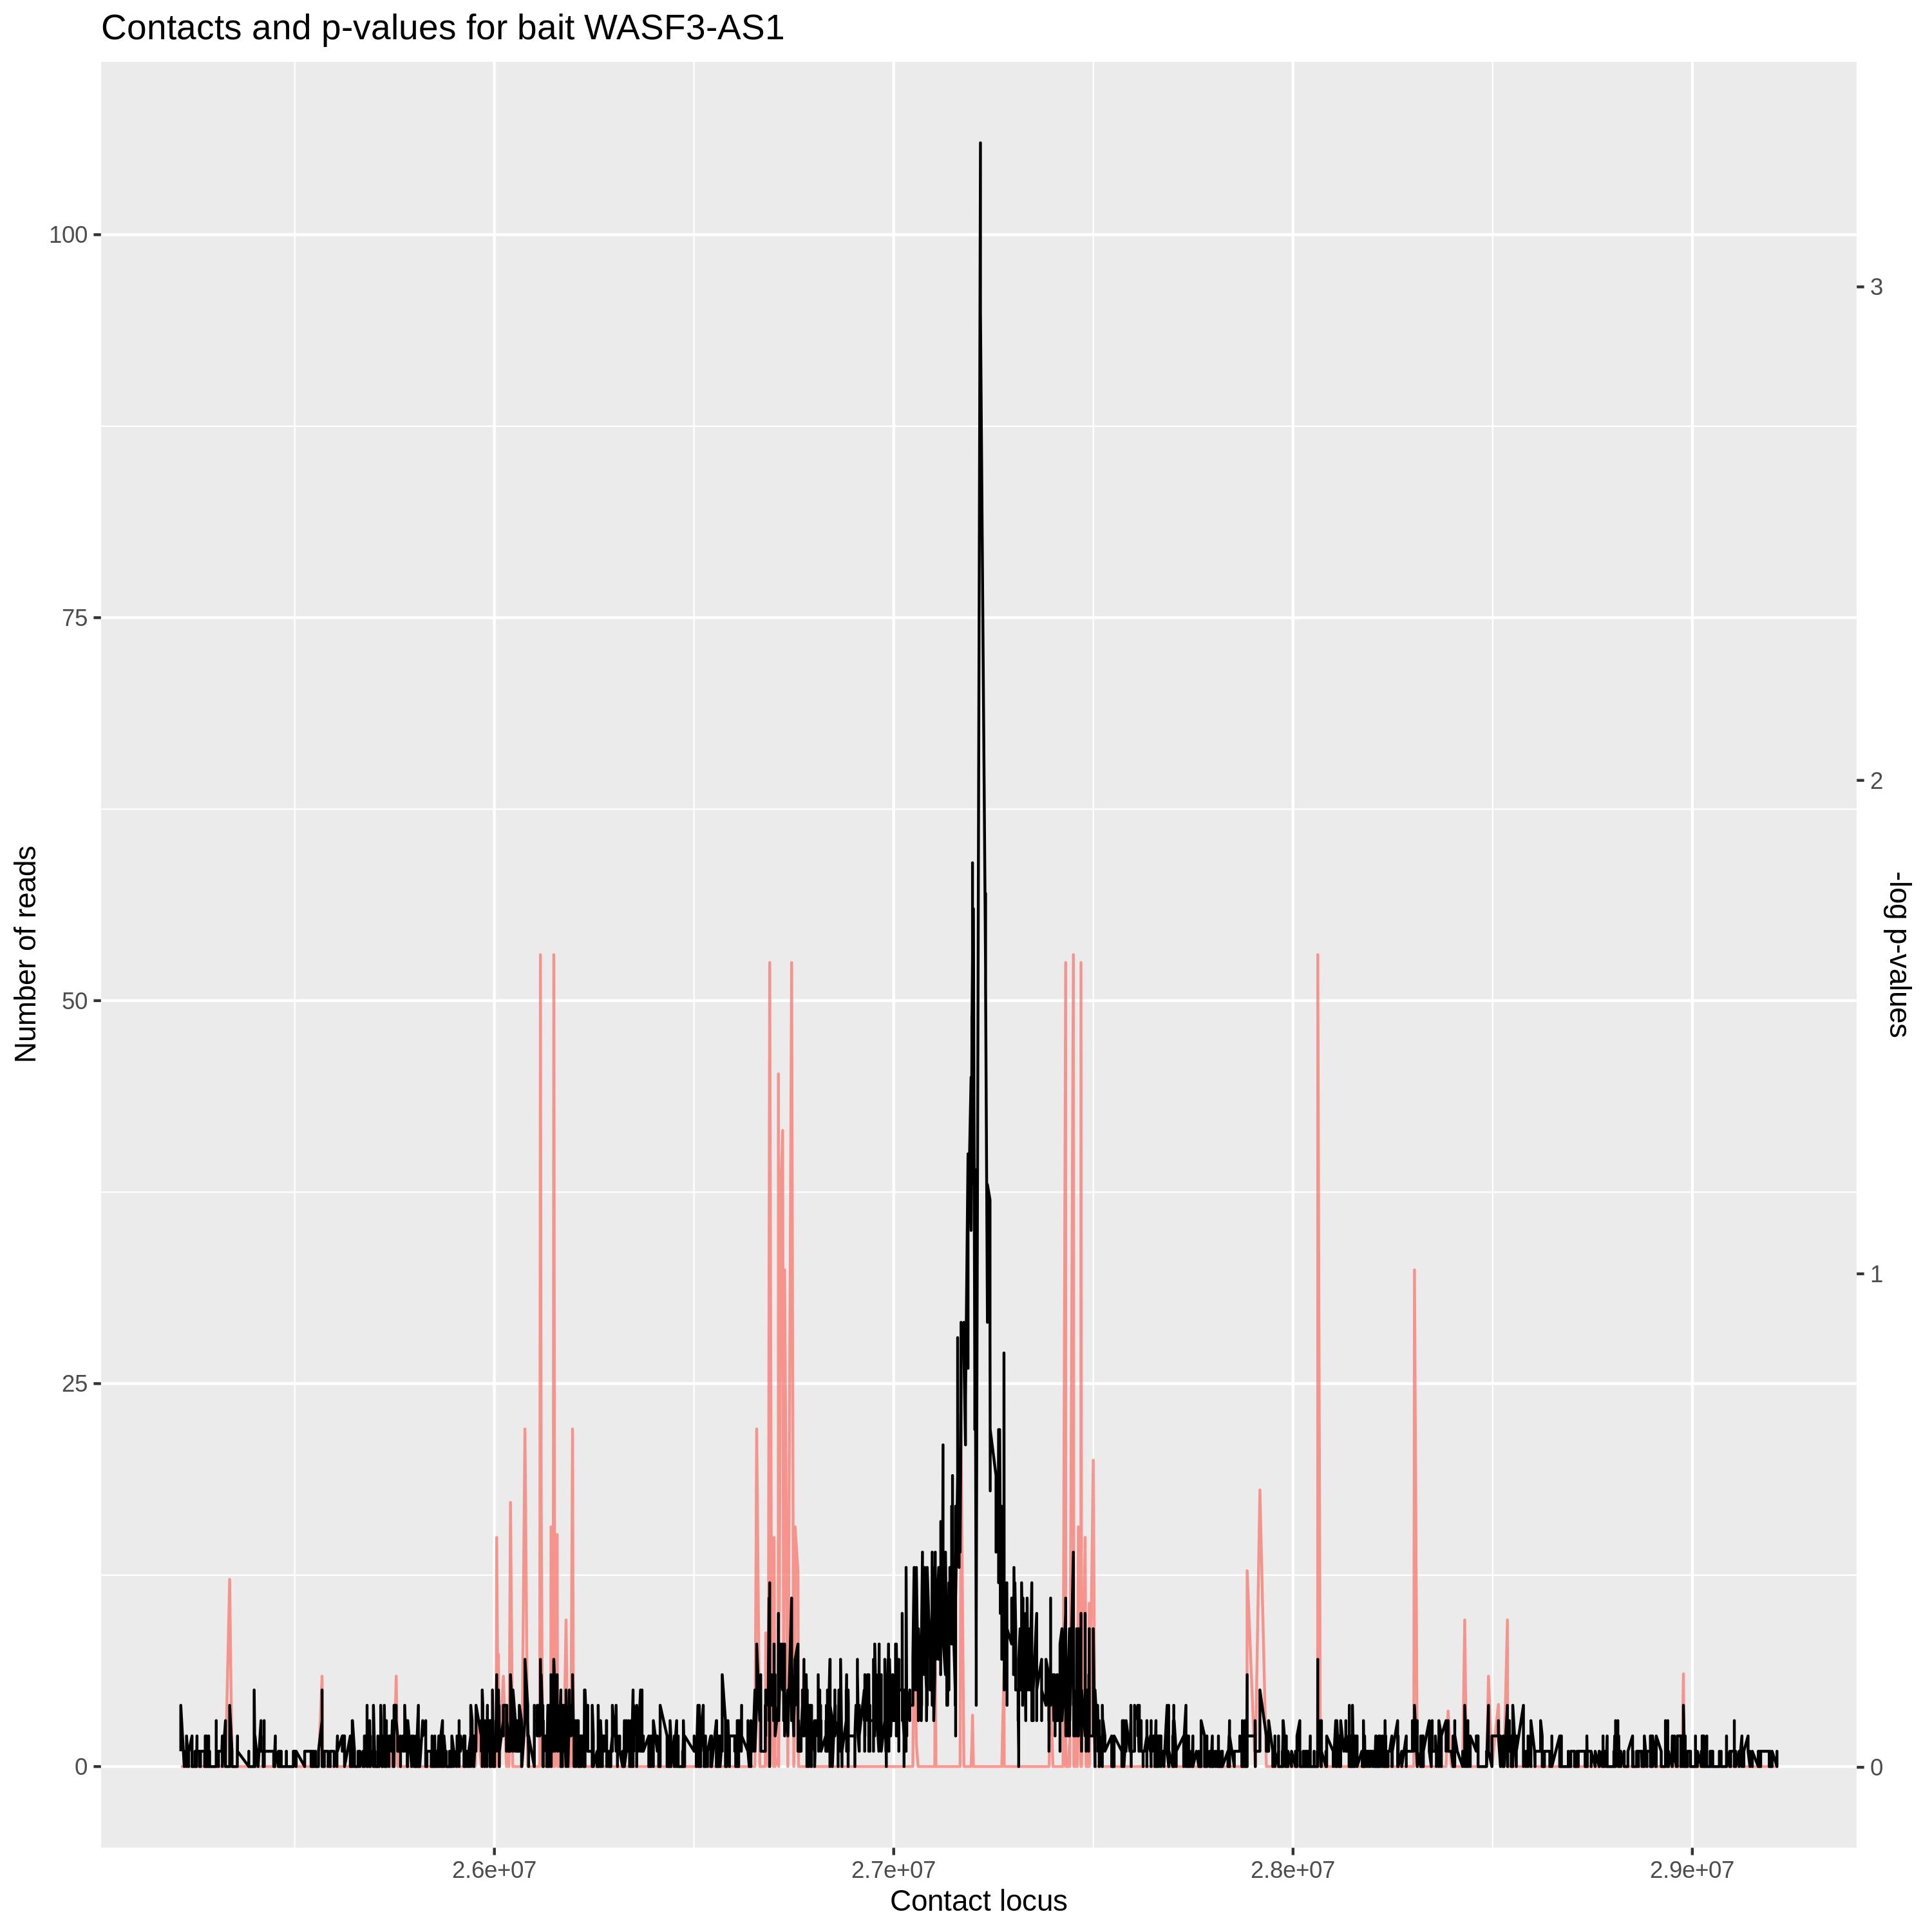 Contacts and p-values for bait WASF3-AS1
100
75
50
25
0
3
2
1
0
Number of reads
-log p-values
2.6e+07 2.7e+07 2.8e+07 2.9e+07
Contact locus